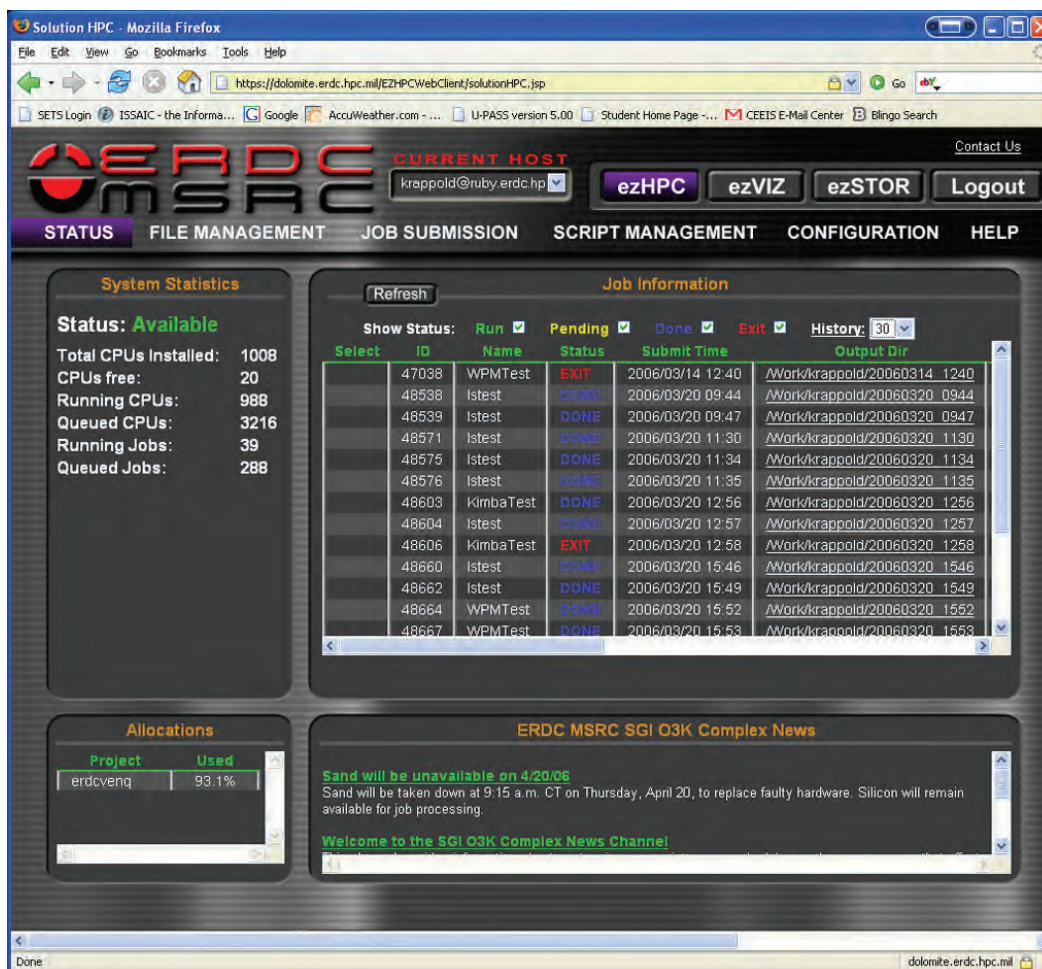 Solution HPC - Mozilla Firefox
File Edit View Go Bookmarks Tools Help
https://dolomite.erdc.hpc.mil/EZHPCWebClient/solutionHPC.jsp
Go
SETS Login ISSAIC - the Informa... Google AccuWeather.com - ... U-PASS version 5.00 Student Home Page -... CEEIS E-Mail Center Blingo Search
ERDC
MSRC
CURRENT HOST
krappold@ruby.erdc.hp
Contact Us
ezHPC ezVIZ ezSTOR Logout
STATUS FILE MANAGEMENT JOB SUBMISSION SCRIPT MANAGEMENT CONFIGURATION HELP
System Statistics
Status: Available
Total CPUs Installed: 1008
CPUs free: 20
Running CPUs: 988
Queued CPUs: 3216
Running Jobs: 39
Queued Jobs: 288
Job Information
Refresh
Show Status: Run Pending Done Exit History: 30
Select ID Name Status Submit Time Output Dir
47038 WPMTest EXIT 2006/03/14 12:40 /Work/krappold/20060314_1240
48538 lstest DONE 2006/03/20 09:44 /Work/krappold/20060320_0944
48539 lstest DONE 2006/03/20 09:47 /Work/krappold/20060320_0947
48571 lstest DONE 2006/03/20 11:30 /Work/krappold/20060320_1130
48575 lstest DONE 2006/03/20 11:34 /Work/krappold/20060320_1134
48576 lstest DONE 2006/03/20 11:35 /Work/krappold/20060320_1135
48603 KimbaTest DONE 2006/03/20 12:56 /Work/krappold/20060320_1256
48604 lstest DONE 2006/03/20 12:57 /Work/krappold/20060320_1257
48606 KimbaTest EXIT 2006/03/20 12:58 /Work/krappold/20060320_1258
48660 lstest DONE 2006/03/20 15:46 /Work/krappold/20060320_1546
48662 lstest DONE 2006/03/20 15:49 /Work/krappold/20060320_1549
48664 WPMTest DONE 2006/03/20 15:52 /Work/krappold/20060320_1552
48667 WPMTest DONE 2006/03/20 15:53 /Work/krappold/20060320_1553
Allocations
Project Used
erdcvenq 93.1%
ERDC MSRC SGI O3K Complex News
Sand will be unavailable on 4/20/06
Sand will be taken down at 9:15 a.m. CT on Thursday, April 20, to replace faulty hardware. Silicon will remain
available for job processing.
Welcome to the SGI O3K Complex News Channel
Done
dolomite.erdc.hpc.mil